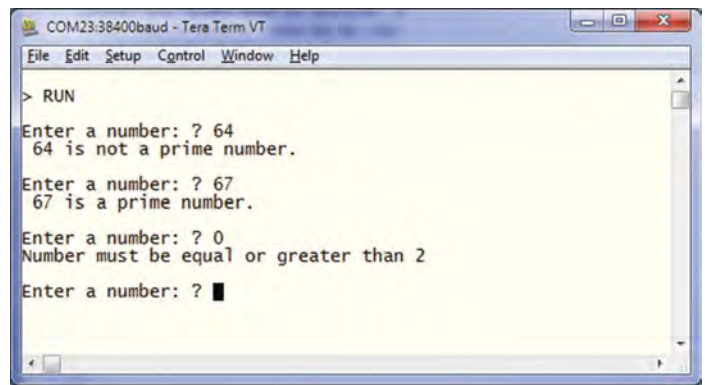 COM23:38400baud - Tera Term VT
File Edit Setup Control Window Help
> RUN
Enter a number: ? 64
64 is not a prime number.
Enter a number: ? 67
67 is a prime number.
Enter a number: ? 0
Number must be equal or greater than 2
Enter a number: ?